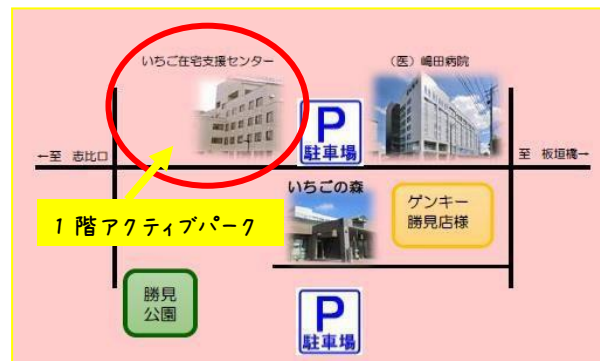 いちご在宅支援センター
（医）嶋田病院
P
駐車場
←至 志比口
至 板垣橋→
いちごの森
1階アクティブパーク
ゲンキー
勝見店様
勝見
公園
P
駐車場